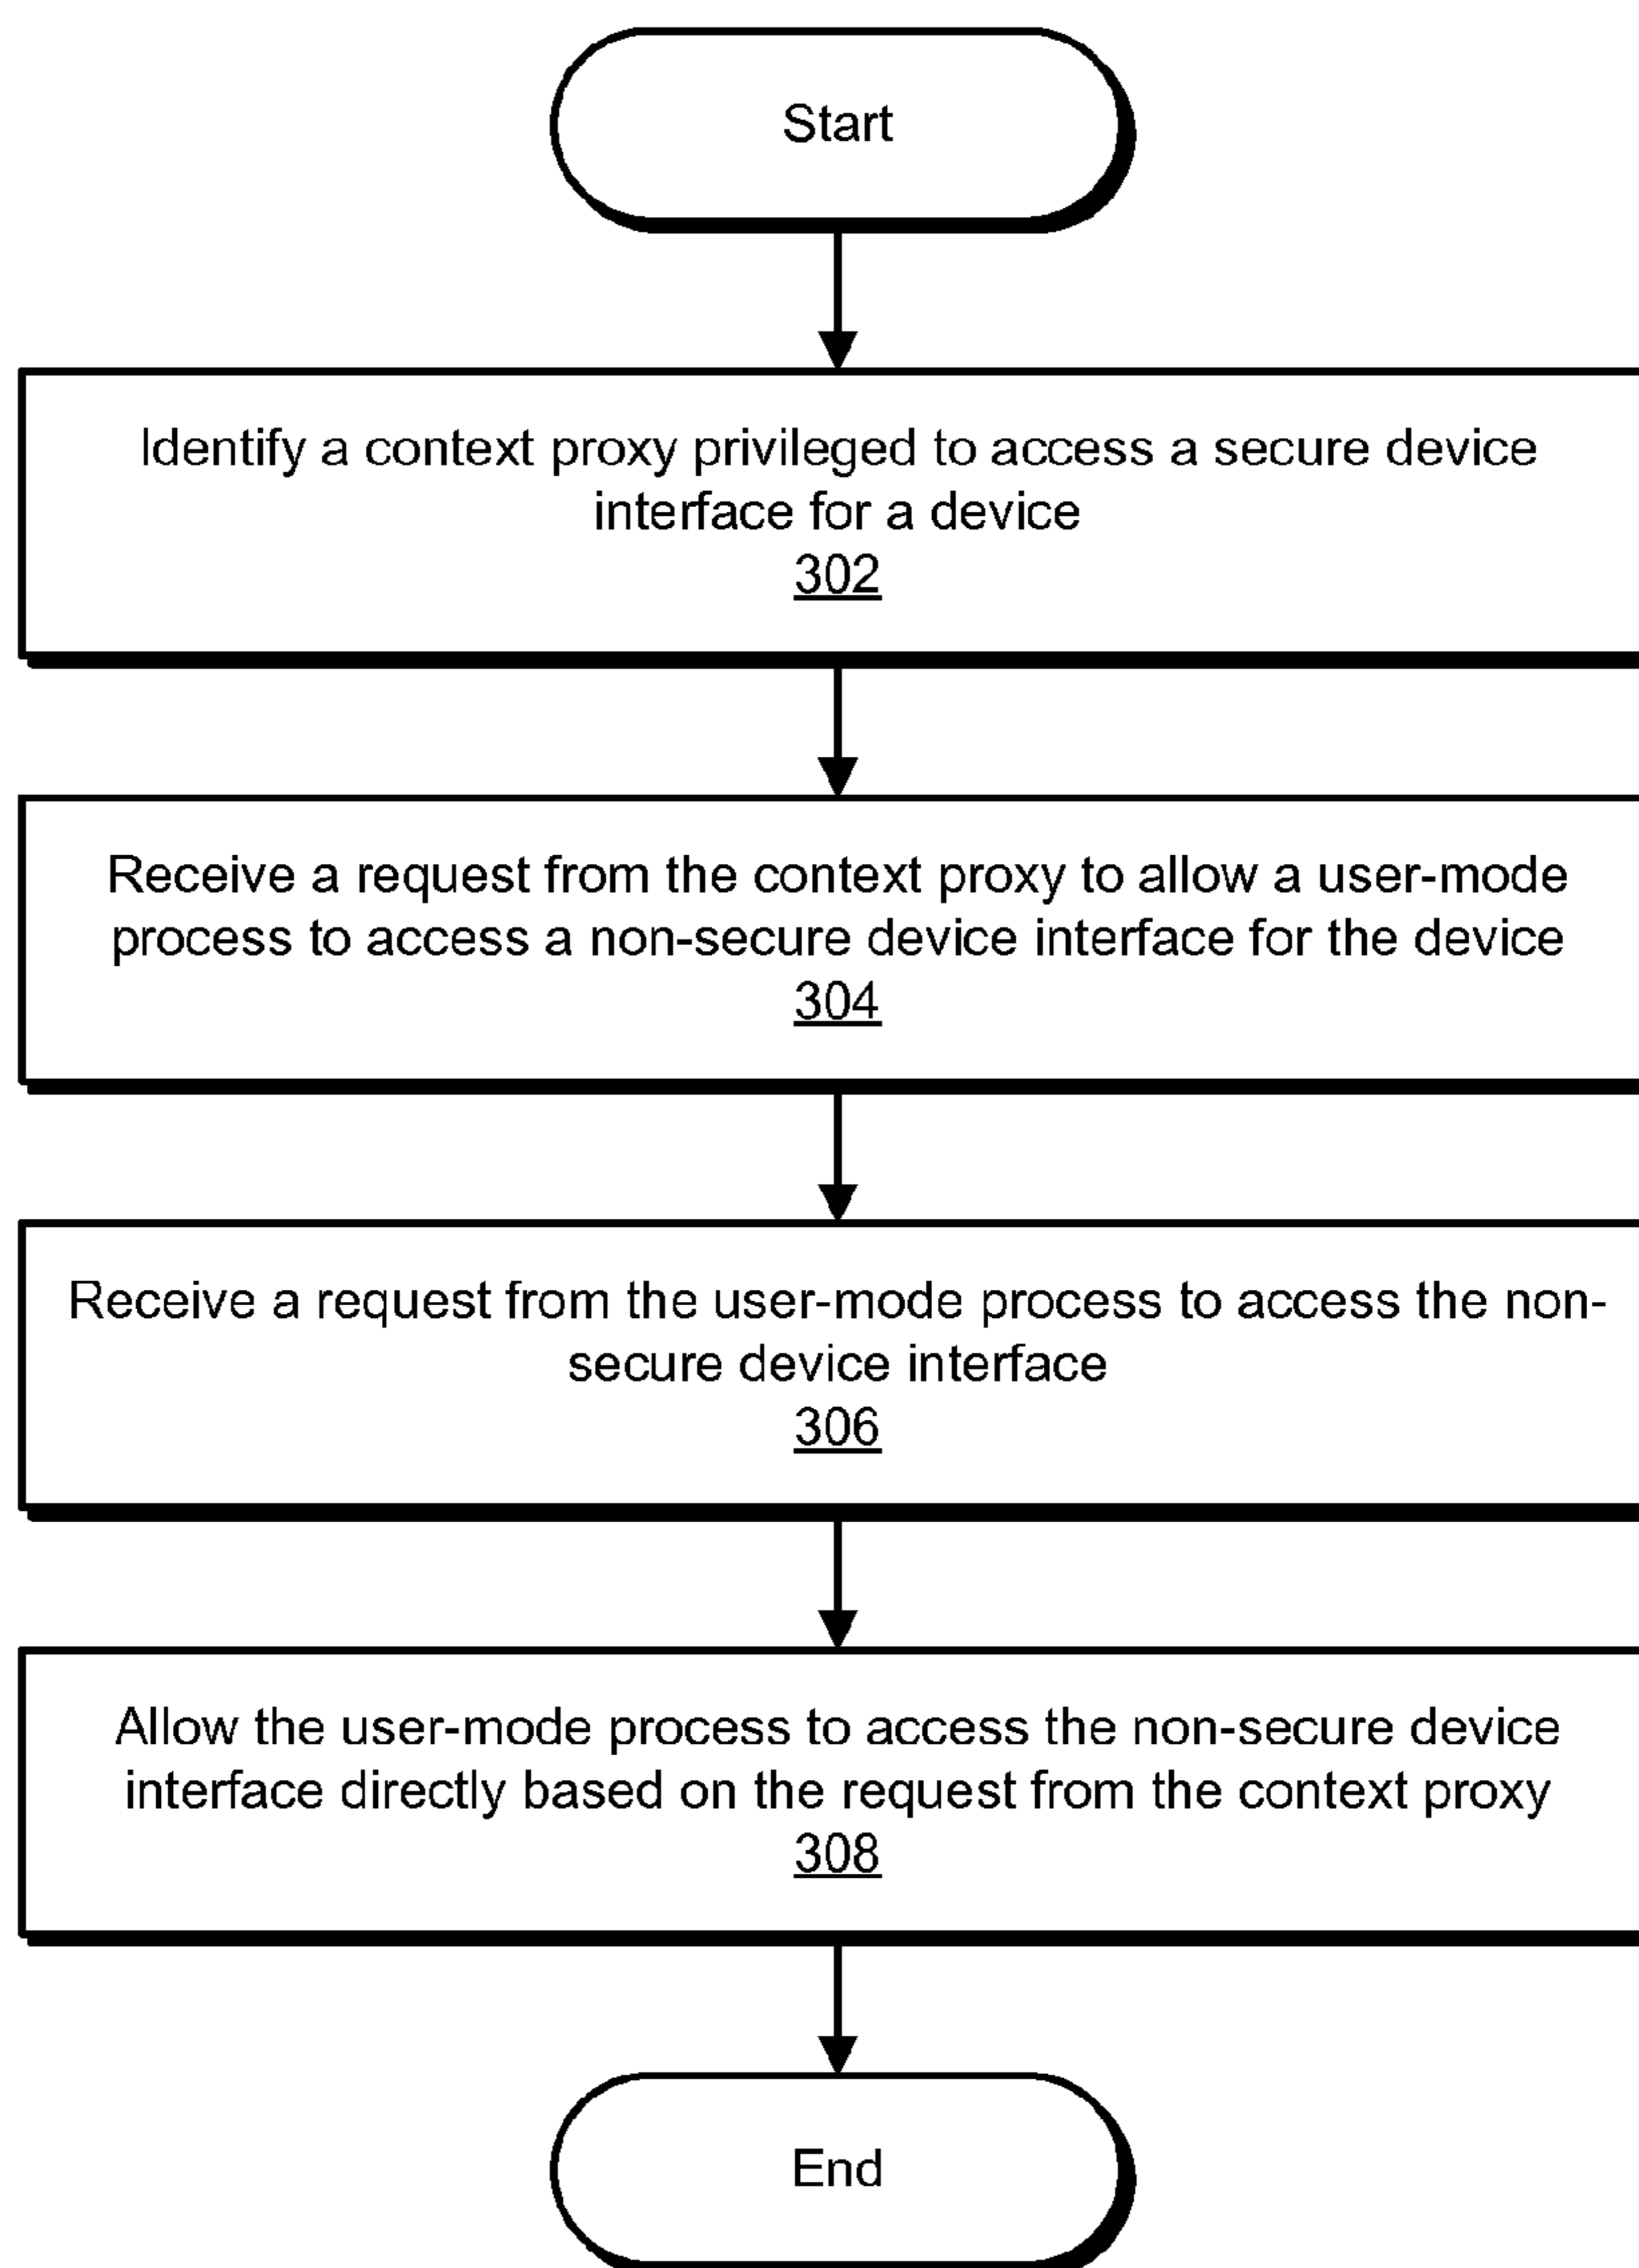 Start
Identify a context proxy privileged to access a secure device
interface for a device
302
Receive a request from the context proxy to allow a user-mode
process to access a non-secure device interface for the device
304
Receive a request from the user-mode process to access the non-
secure device interface
306
Allow the user-mode process to access the non-secure device
interface directly based on the request from the context proxy
308
End